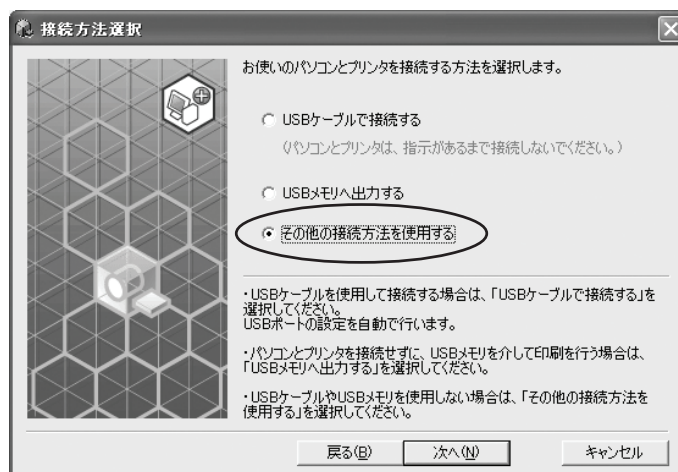 接続方法選択
お使いのパソコンとプリンタを接続する方法を選択します。
USBケーブルで接続する
(パソコンとプリンタは、指示があるまで接続しないでください。)
USBメモリへ出力する
その他の接続方法を使用する
・USBケーブルを使用して接続する場合は、「USBケーブルで接続する」を
選択してください。
USBポートの設定を自動で行います。
・パソコンとプリンタを接続せずに、USBメモリを介して印刷を行う場合は、
「USBメモリへ出力する」を選択してください。
・USBケーブルやUSBメモリを使用しない場合は、「その他の接続方法を
使用する」を選択してください。
戻る(B) 次へ(N) キャンセル